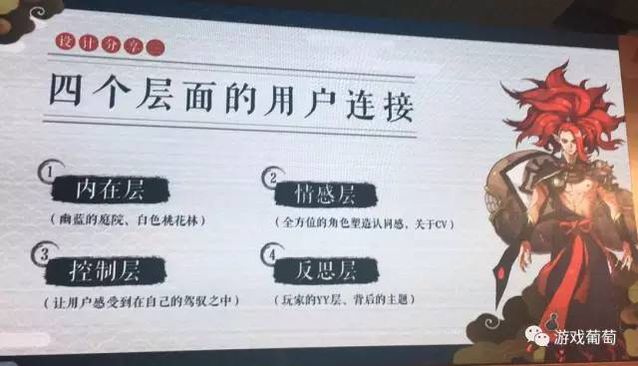 设计分享二
四个层面的用户连接
1
内在层
(幽蓝的庭院、白色桃花林)
2
情感层
(全方位的角色塑造认同感、关于CV)
3
控制层
(让用户感受到在自己的驾驭之中)
4
反思层
(玩家的YY层、背后的主题)
游戏葡萄